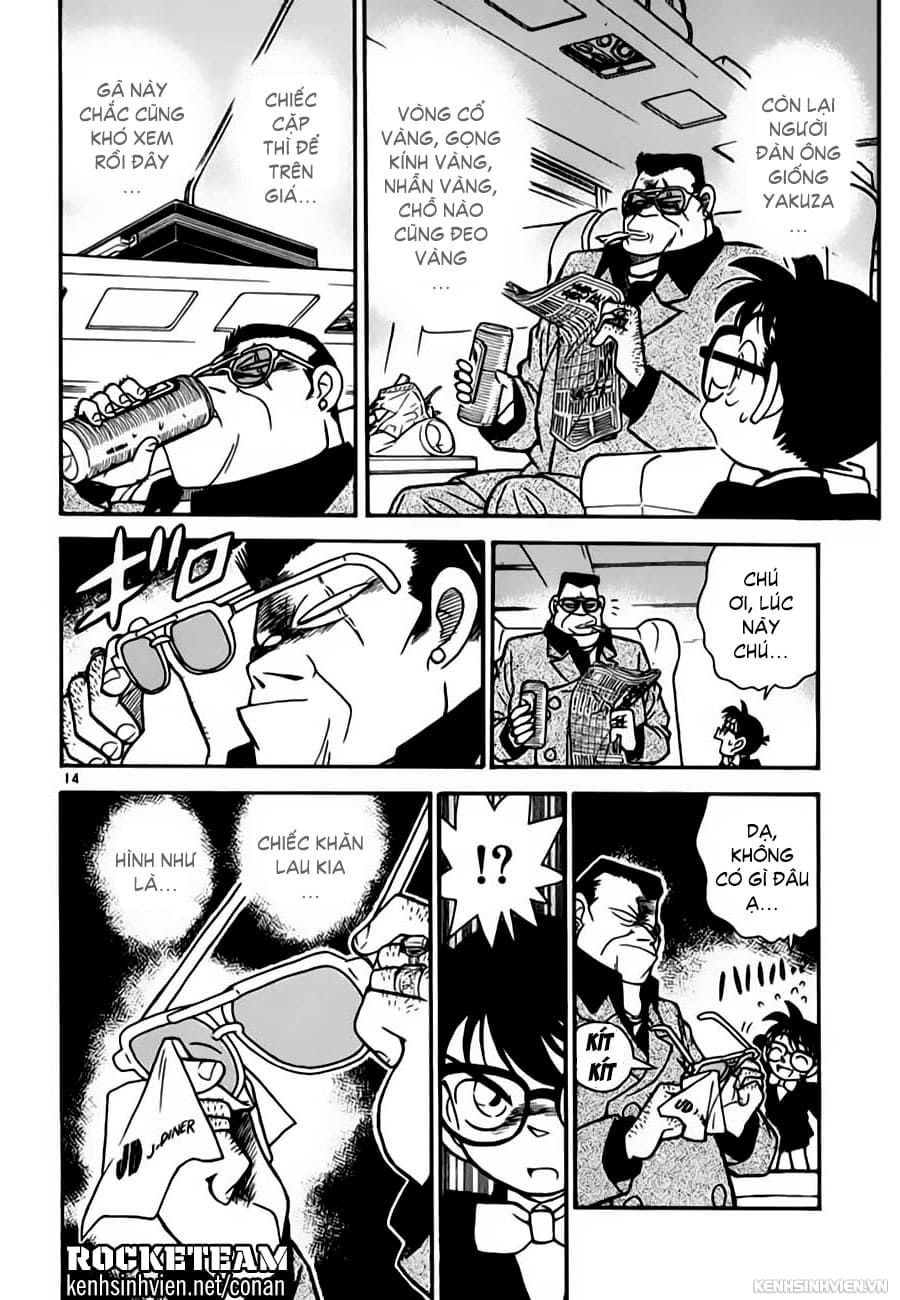 CÒN LẠI
NGƯỜI
ĐÀN ÔNG
GIỐNG
YAKUZA
...
VÒNG CỔ
VÀNG, GỌNG
KÍNH VÀNG,
NHẪN VÀNG,
CHỖ NÀO
CŨNG ĐEO
VÀNG
...
CHIẾC
CẶP
THÌ ĐỂ
TRÊN
GIÁ...
GÃ NÀY
CHẮC CŨNG
KHÓ XEM
RỒI ĐÂY
...
CHÚ
ƠI, LÚC
NÀY
CHÚ...
ギロ
14
DẠ,
KHÔNG
CÓ GÌ ĐÂU
Ạ...
KÍT
KÍT
JD
!?
CHIẾC KHĂN
LAU KIA
...
HÌNH NHƯ
LÀ...
JD J.DINER
ROCKETEAM
kenhsinhvien.net/conan
KENHSINHVIEN.VN